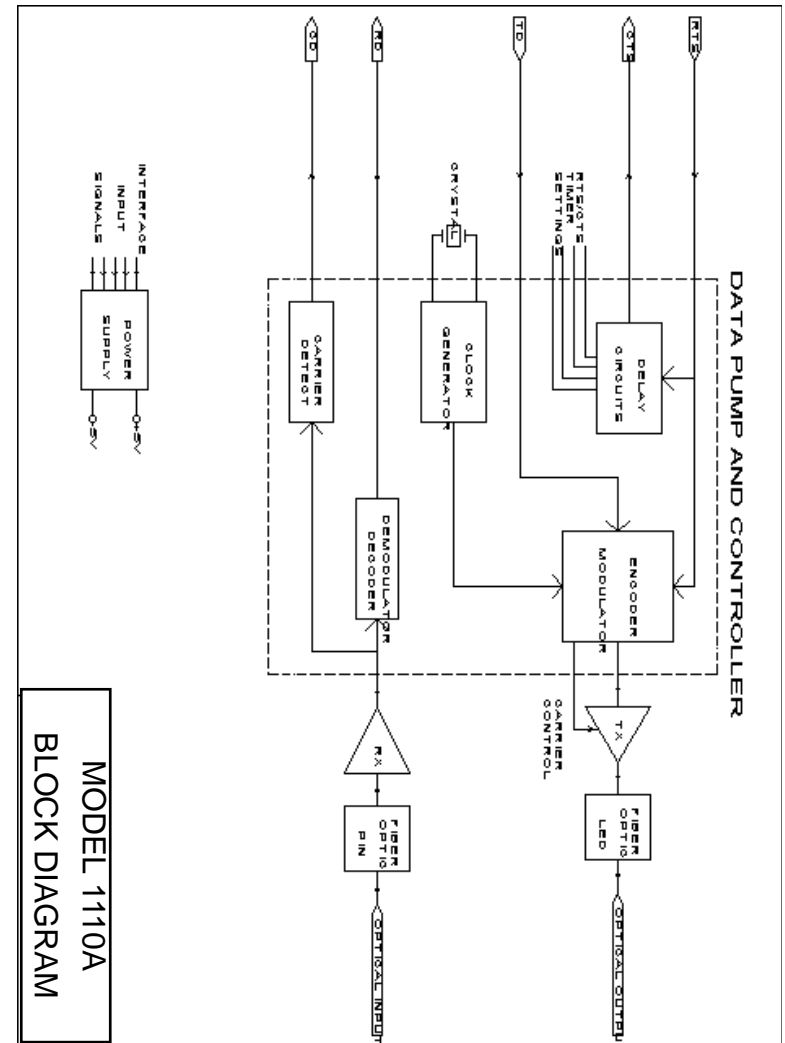 DATA PUMP AND CONTROLLER
RTS
CTS
TD
RD
CD
RTS/CTS
TIMER
SETTINGS
DELAY
CIRCUITS
CRYSTAL
CLOCK
GENERATOR
ENCODER
MODULATOR
TX
CARRIER
CONTROL
FIBER
OPTIC
LED
OPTICAL OUTPU
CARRIER
DETECT
DEMODULATOR
DECODER
RX
FIBER
OPTIC
PIN
OPTICAL INPUT
INTERFACE
INPUT
SIGNALS
POWER
SUPPLY
+5V
-5V
MODEL 1110A
BLOCK DIAGRAM